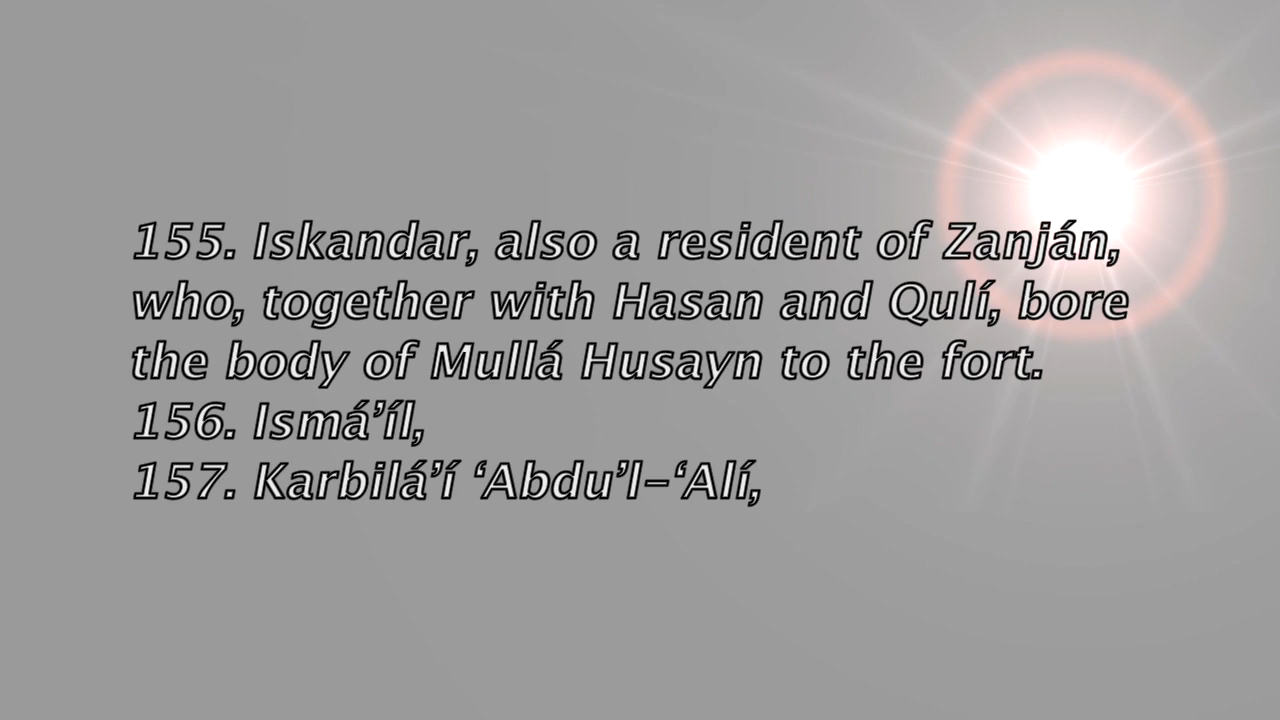 155. Iskandar, also a resident of Zanján,
who, together with Hasan and Qulí, bore
the body of Mullá Husayn to the fort.
156. Ismá’íl,
157. Karbilá’í ‘Abdu’l–‘Alí,